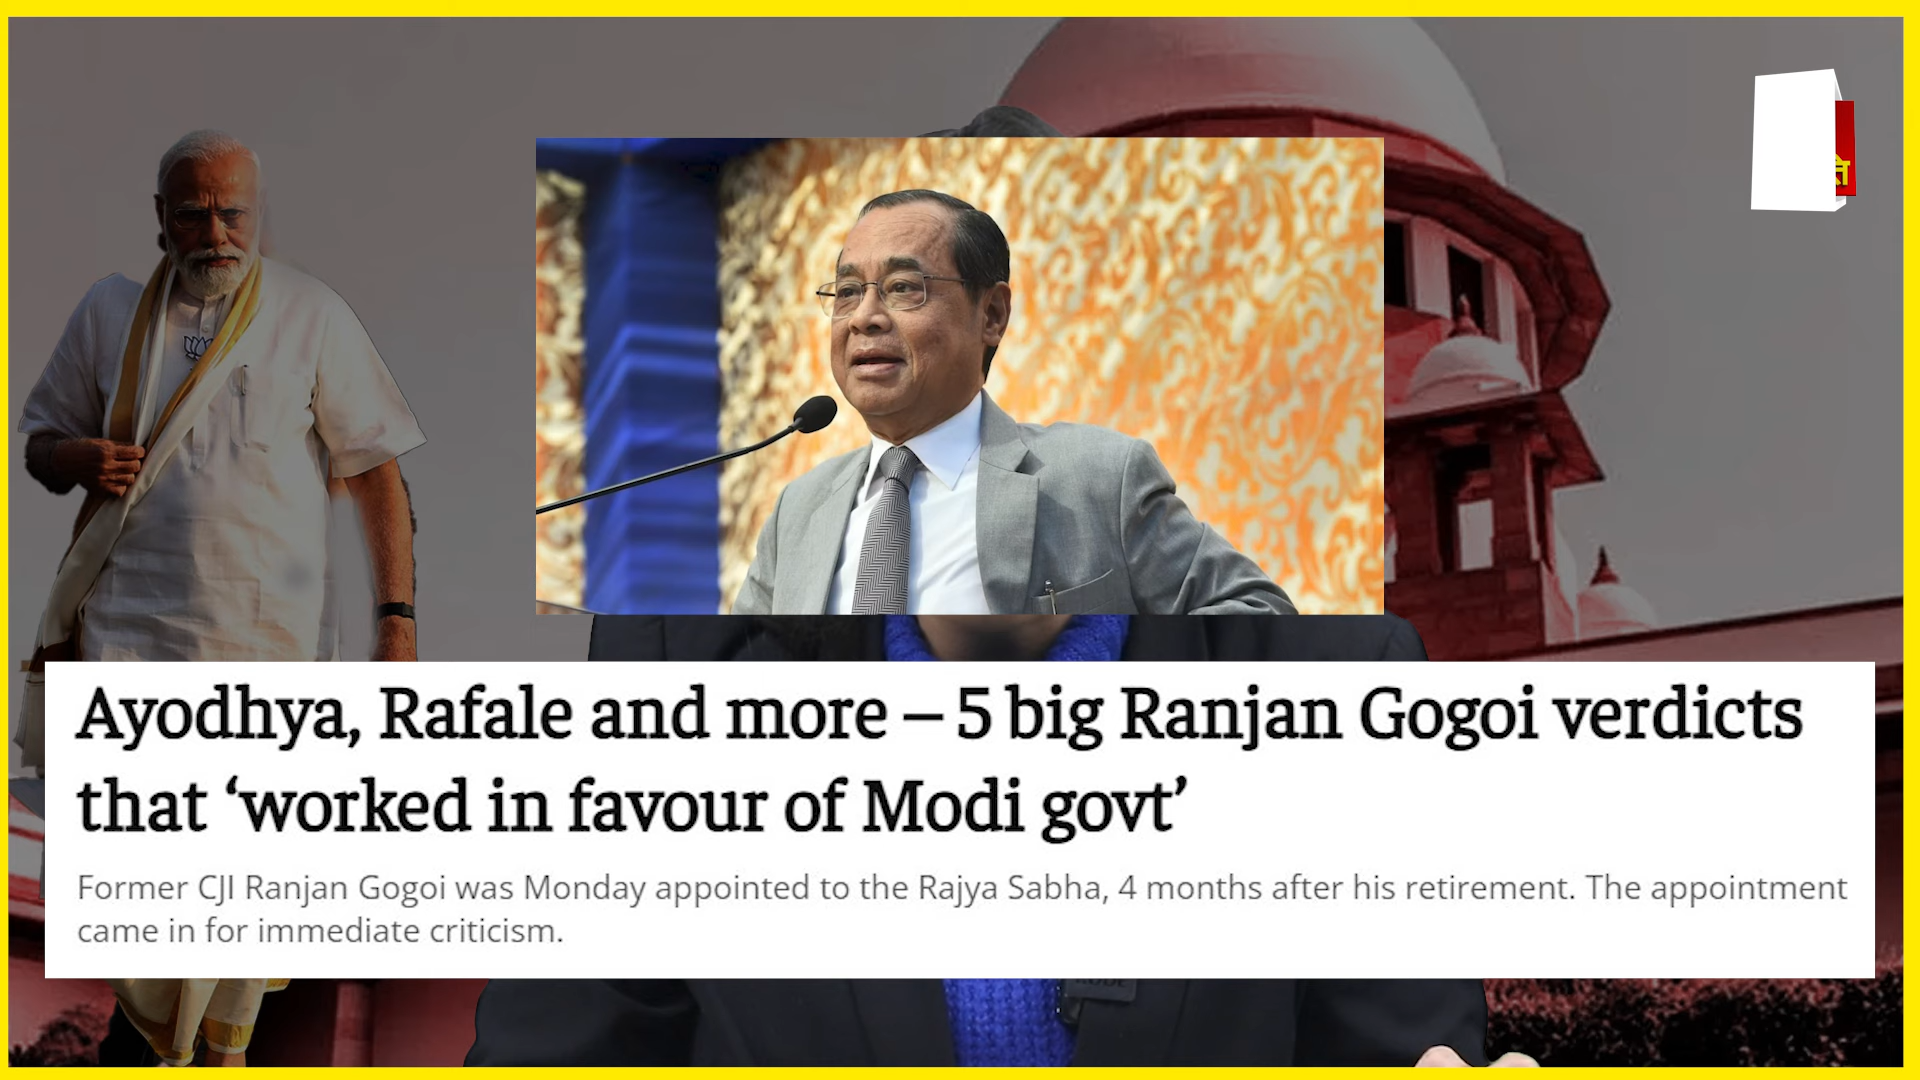 Ayodhya, Rafale and more – 5 big Ranjan Gogoi verdicts
that ‘worked in favour of Modi govt’
Former CJI Ranjan Gogoi was Monday appointed to the Rajya Sabha, 4 months after his retirement. The appointment
came in for immediate criticism.